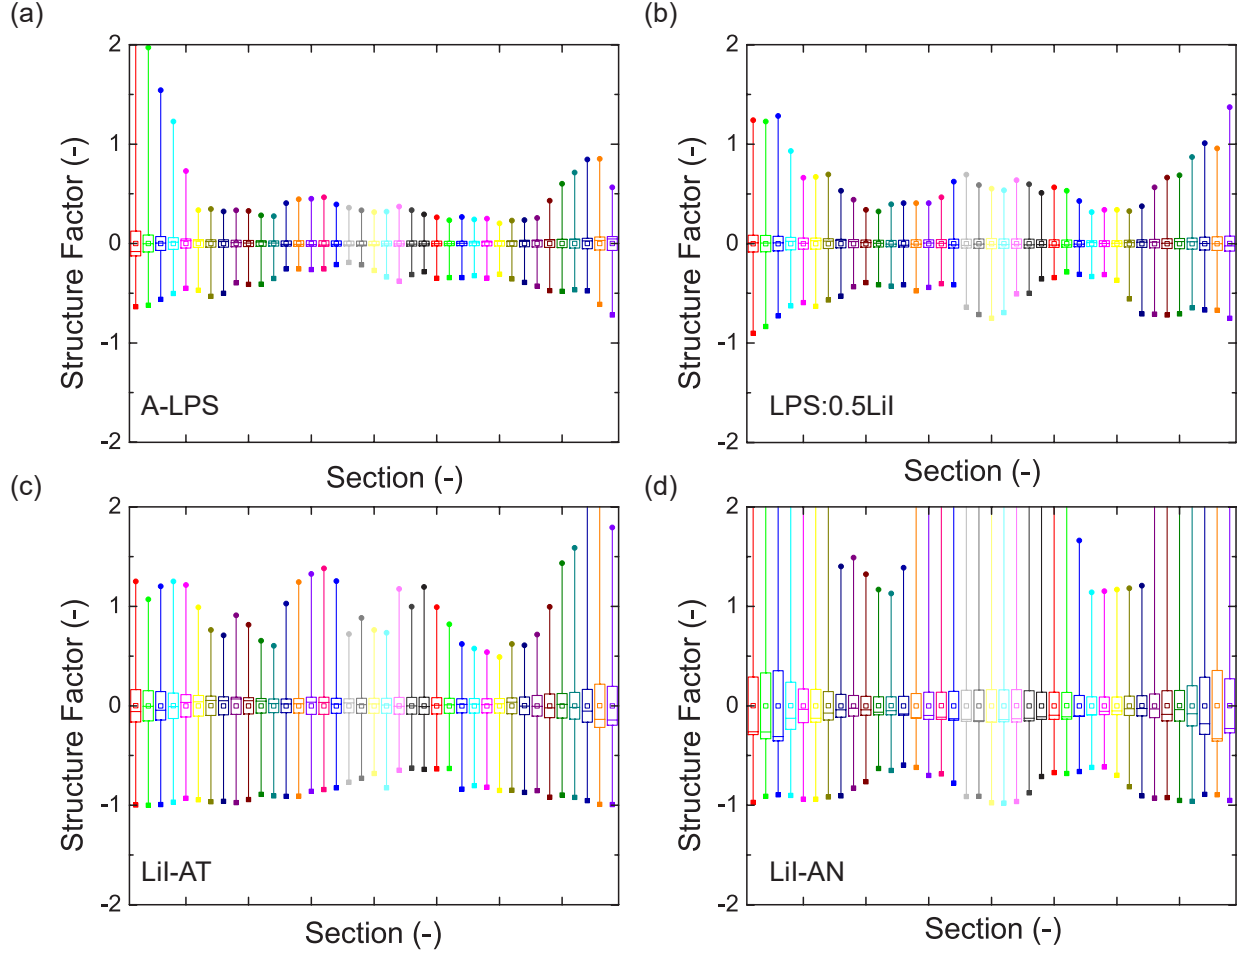 (a)
(b)
2
1
0
-1
-2
Structure Factor (-)
A-LPS
Section (-)
2
1
0
-1
-2
Structure Factor (-)
LPS:0.5LiI
Section (-)
(c)
(d)
2
1
0
-1
-2
Structure Factor (-)
LiI-AT
Section (-)
2
1
0
-1
-2
Structure Factor (-)
LiI-AN
Section (-)